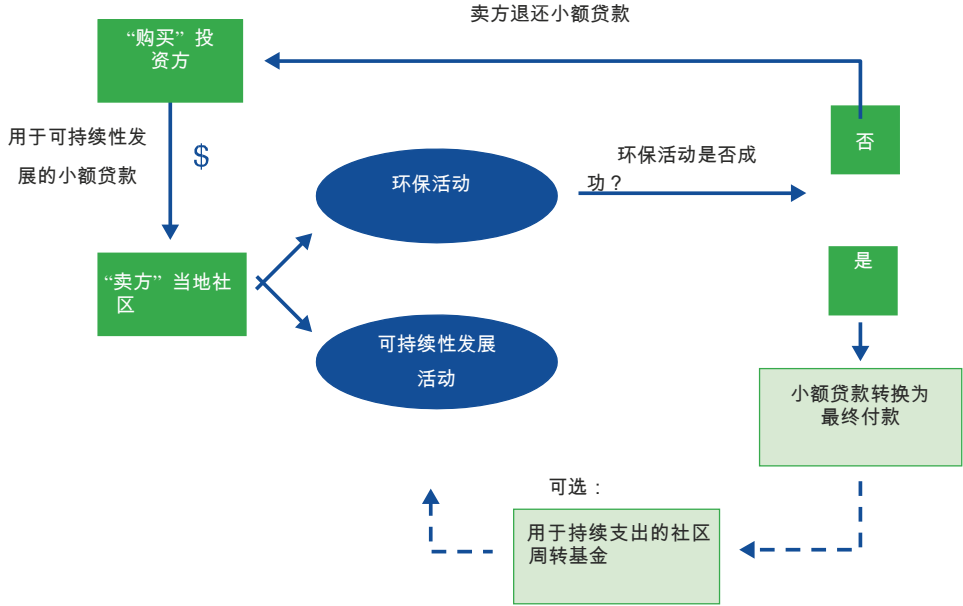 卖方退还小额贷款
“购买” 投
资方
用于可持续性发
展的小额贷款
$
环保活动
环保活动是否成
功？
否
“卖方” 当地社
区
是
可持续性发展
活动
小额贷款转换为
最终付款
可选：
用于持续支出的社区
周转基金